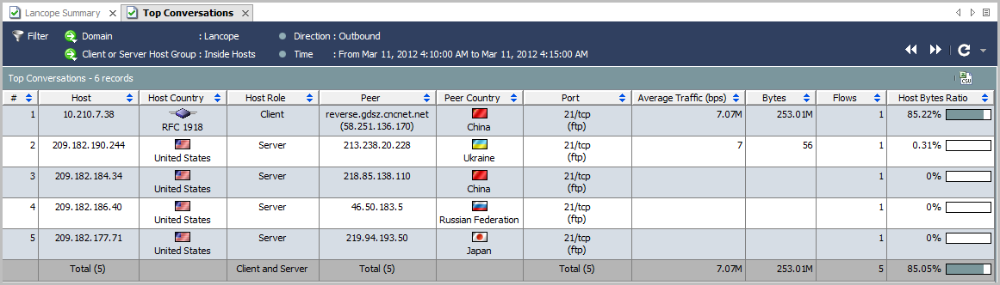 Lancope Summary Top Conversations
Filter Domain : Lancope Direction : Outbound
Client or Server Host Group : Inside Hosts Time : From Mar 11, 2012 4:10:00 AM to Mar 11, 2012 4:15:00 AM
Top Conversations - 6 records CSV
# Host Host Country Host Role Peer Peer Country Port Average Traffic (bps) Bytes Flows Host Bytes Ratio
1 10.210.7.38 Client reverse.gdsz.cncnet.net 21/tcp 7.07M 253.01M 1 85.22%
RFC 1918 (58.251.136.170) China (ftp)
2 209.182.190.244 Server 213.238.20.228 21/tcp 7 56 1 0.31%
United States Ukraine (ftp)
3 209.182.184.34 Server 218.85.138.110 21/tcp 1 0%
United States China (ftp)
4 209.182.186.40 Server 46.50.183.5 21/tcp 1 0%
United States Russian Federation (ftp)
5 209.182.177.71 Server 219.94.193.50 21/tcp 1 0%
United States Japan (ftp)
Total (5) Client and Server Total (5) Total (5) 7.07M 253.01M 5 85.05%